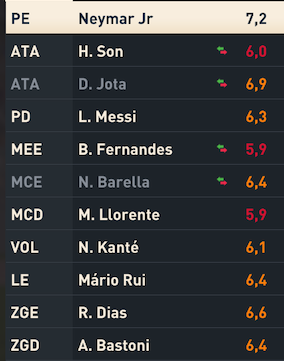 PE Neymar Jr 7,2
ATA H. Son 6,0
ATA D. Jota 6,9
PD L. Messi 6,3
MEE B. Fernandes 5,9
MCE N. Barella 6,4
MCD M. Llorente 5,9
VOL N. Kanté 6,1
LE Mário Rui 6,4
ZGE R. Dias 6,6
ZGD A. Bastoni 6,4